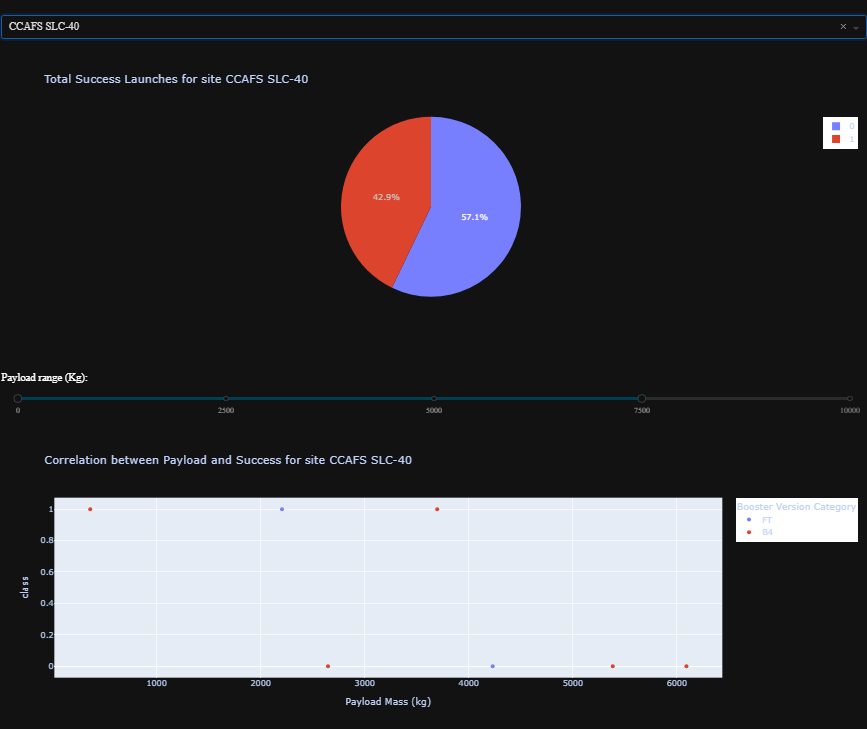 CCAFS SLC-40
Total Success Launches for site CCAFS SLC-40
0
1
42.9%
57.1%
Payload range (Kg):
0 2500 5000 7500 10000
Correlation between Payload and Success for site CCAFS SLC-40
Booster Version Category
FT
B4
1
0.8
0.6
0.4
0.2
0
class
1000 2000 3000 4000 5000 6000
Payload Mass (kg)